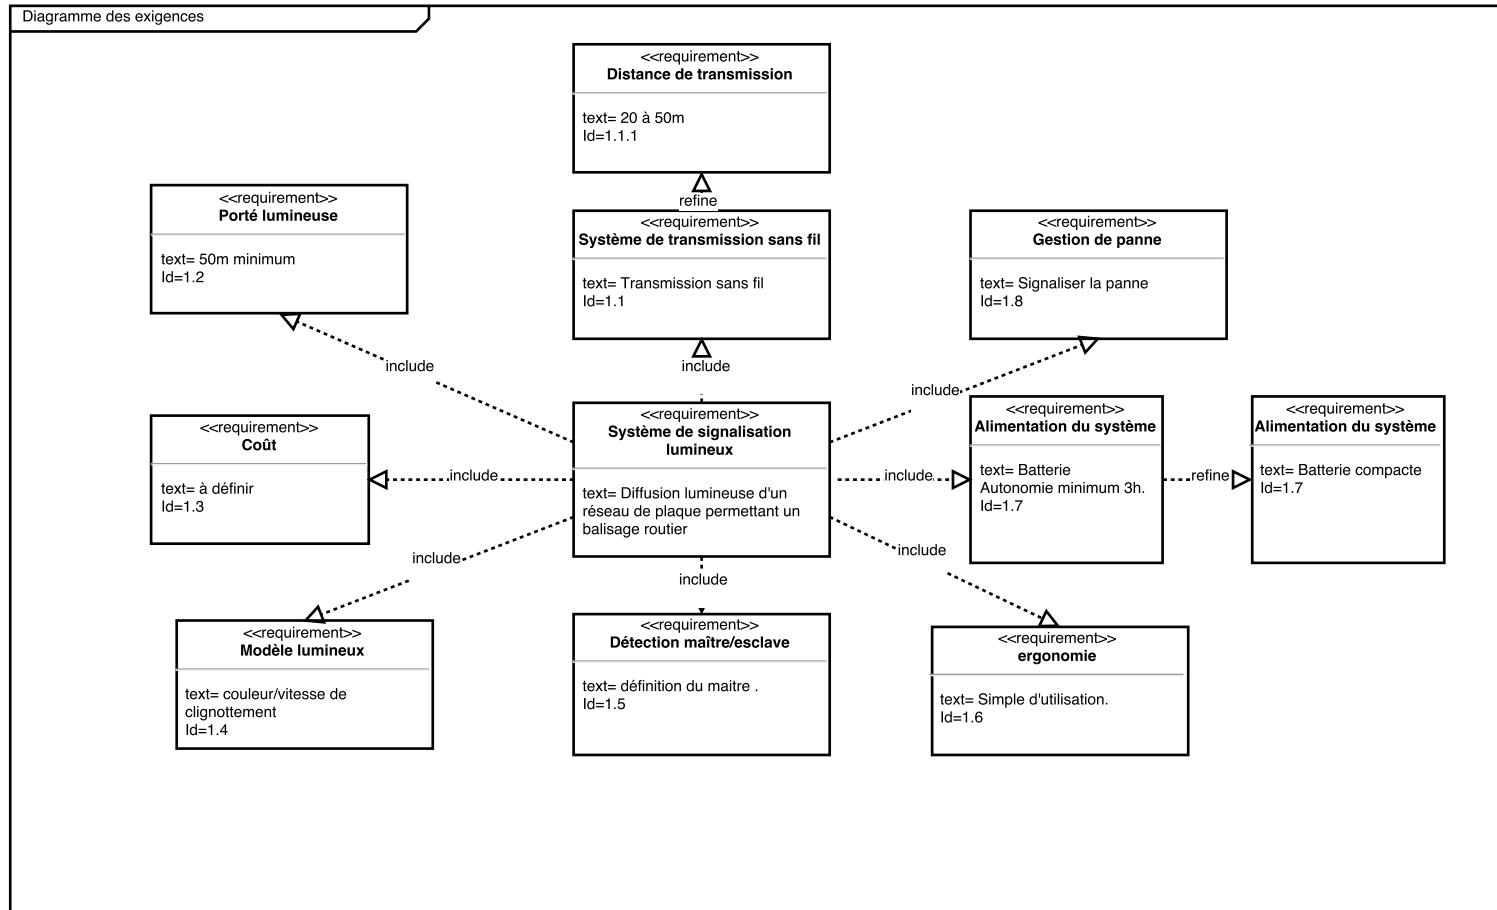 Diagramme des exigences
<<requirement>>
Distance de transmission
text= 20 à 50m
Id=1.1.1
refine
<<requirement>>
Porté lumineuse
text= 50m minimum
Id=1.2
<<requirement>>
Système de transmission sans fil
text= Transmission sans fil
Id=1.1
<<requirement>>
Gestion de panne
text= Signaliser la panne
Id=1.8
include
include
include
<<requirement>>
Coût
text= à définir
Id=1.3
include
<<requirement>>
Système de signalisation
lumineux
text= Diffusion lumineuse d'un
réseau de plaque permettant un
balisage routier
include
<<requirement>>
Alimentation du système
text= Batterie
Autonomie minimum 3h.
Id=1.7
refine
<<requirement>>
Alimentation du système
text= Batterie compacte
Id=1.7
include
include
include
<<requirement>>
Modèle lumineux
text= couleur/vitesse de
clignottement
Id=1.4
<<requirement>>
Détection maître/esclave
text= définition du maitre .
Id=1.5
<<requirement>>
ergonomie
text= Simple d'utilisation.
Id=1.6